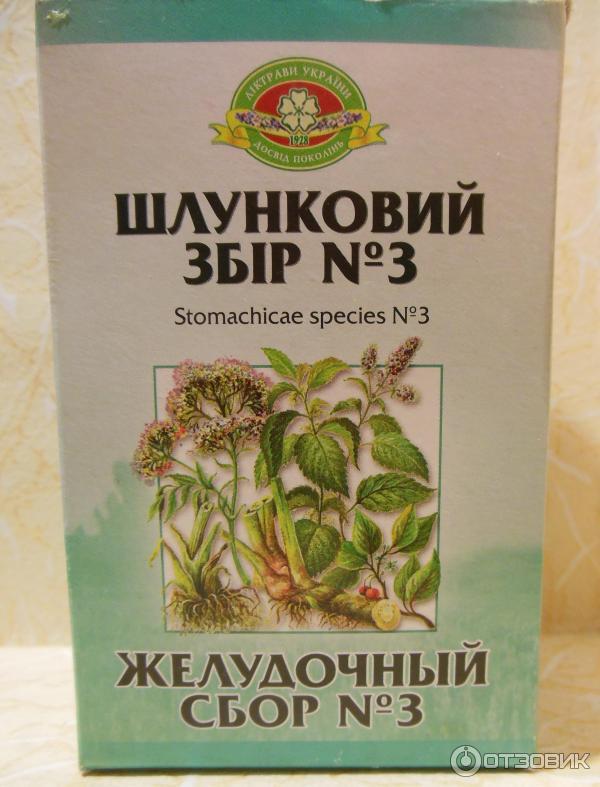 ЛІКТРАВИ УКРАЇНИ
1928
ДОСВІД ПОКОЛІНЬ
ШЛУНКОВИЙ
ЗБІР №3
Stomachicae species №3
ЖЕЛУДОЧНЫЙ
СБОР №3
ОТЗОВИК